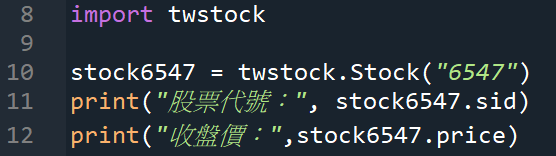 8 import twstock
9
10 stock6547 = twstock.Stock("6547")
11 print("股票代號：", stock6547.sid)
12 print("收盤價：",stock6547.price)